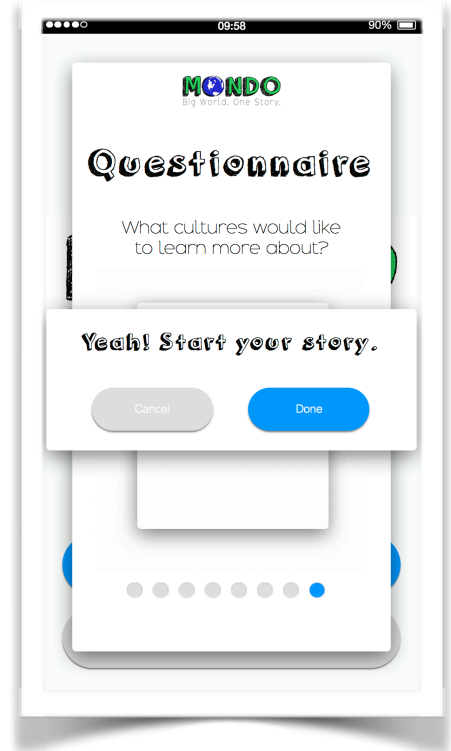 09:58
90%
MONDO
Big World. One Story.
Questionnaire
What cultures would like
to learn more about?
Yeah! Start your story.
Cancel
Done